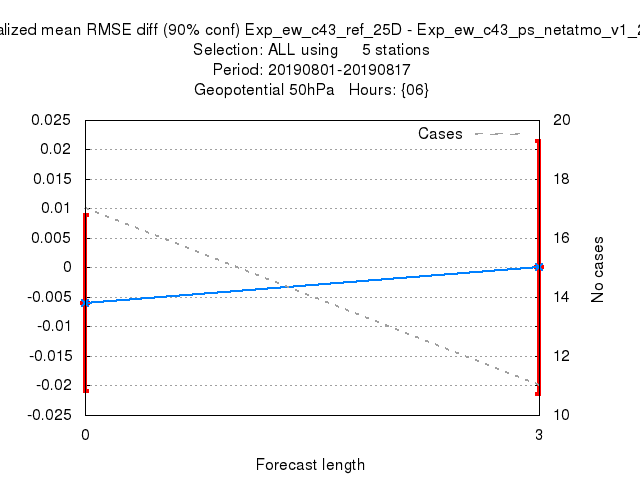 alized mean RMSE diff (90% conf) Exp_ew_c43_ref_25D - Exp_ew_c43_ps_netatmo_v1_2
Selection: ALL using 5 stations
Period: 20190801-20190817
Geopotential 50hPa Hours: {06}
Cases
0.025
0.02
0.015
0.01
0.005
0
-0.005
-0.01
-0.015
-0.02
-0.025
20
18
16
14
12
10
No cases
0
3
Forecast length